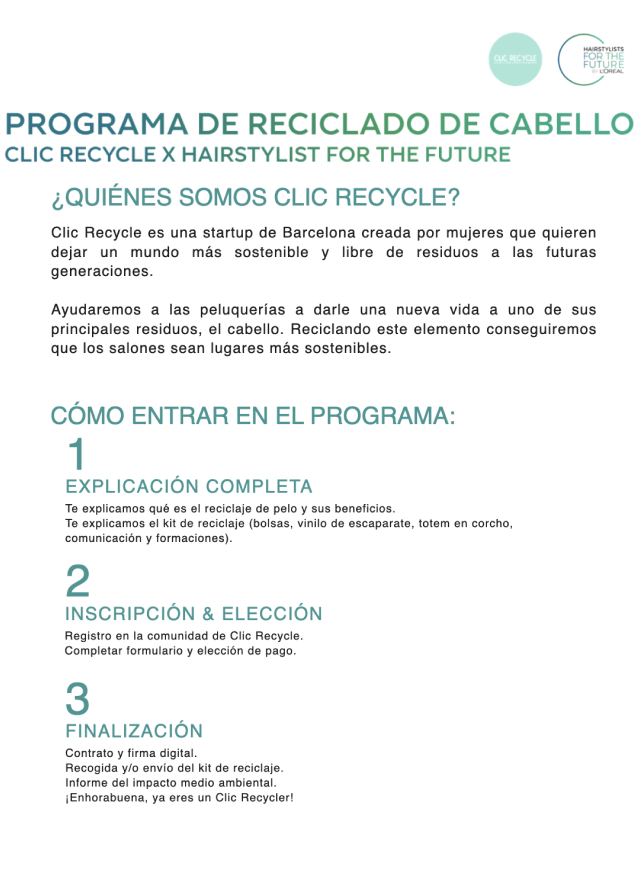 CLIC RECYCLE
HAIRSTYLISTS
FOR THE
FUTURE
BY L'ORÉAL
PROGRAMA DE RECICLADO DE CABELLO
CLIC RECYCLE X HAIRSTYLIST FOR THE FUTURE
¿QUIÉNES SOMOS CLIC RECYCLE?
Clic Recycle es una startup de Barcelona creada por mujeres que quieren
dejar un mundo más sostenible y libre de residuos a las futuras
generaciones.
Ayudaremos a las peluquerías a darle una nueva vida a uno de sus
principales residuos, el cabello. Reciclando este elemento conseguiremos
que los salones sean lugares más sostenibles.
CÓMO ENTRAR EN EL PROGRAMA:
1
EXPLICACIÓN COMPLETA
Te explicamos qué es el reciclaje de pelo y sus beneficios.
Te explicamos el kit de reciclaje (bolsas, vinilo de escaparate, totem en corcho,
comunicación y formaciones).
2
INSCRIPCIÓN & ELECCIÓN
Registro en la comunidad de Clic Recycle.
Completar formulario y elección de pago.
3
FINALIZACIÓN
Contrato y firma digital.
Recogida y/o envío del kit de reciclaje.
Informe del impacto medio ambiental.
¡Enhorabuena, ya eres un Clic Recycler!